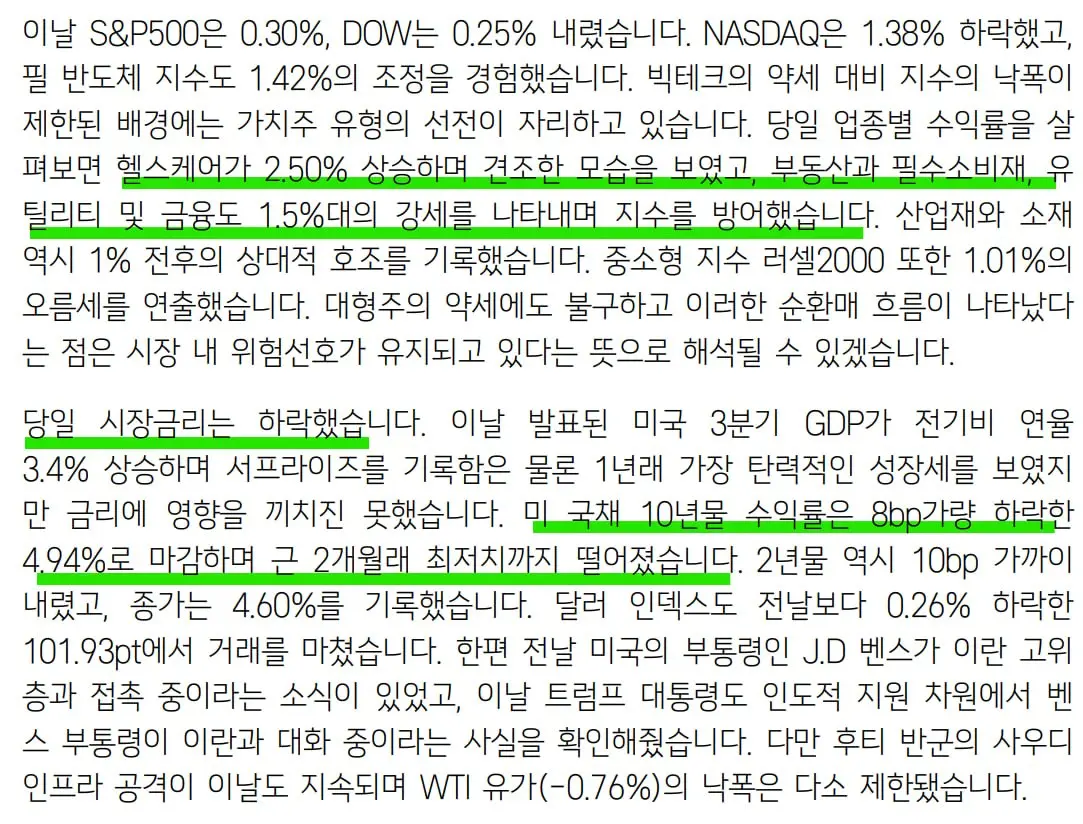 이날 S&P500은 0.30%, DOW는 0.25% 내렸습니다. NASDAQ은 1.38% 하락했고,
필 반도체 지수도 1.42%의 조정을 경험했습니다. 빅테크의 약세 대비 지수의 낙폭이
제한된 배경에는 가치주 유형의 선전이 자리하고 있습니다. 당일 업종별 수익률을 살
펴보면 헬스케어가 2.50% 상승하며 견조한 모습을 보였고, 부동산과 필수소비재, 유
틸리티 및 금융도 1.5%대의 강세를 나타내며 지수를 방어했습니다. 산업재와 소재
역시 1% 전후의 상대적 호조를 기록했습니다. 중소형 지수 러셀2000 또한 1.01%의
오름세를 연출했습니다. 대형주의 약세에도 불구하고 이러한 순환매 흐름이 나타났다
는 점은 시장 내 위험선호가 유지되고 있다는 뜻으로 해석될 수 있겠습니다.
당일 시장금리는 하락했습니다. 이날 발표된 미국 3분기 GDP가 전기비 연율
3.4% 상승하며 서프라이즈를 기록함은 물론 1년래 가장 탄력적인 성장세를 보였지
만 금리에 영향을 끼치진 못했습니다. 미 국채 10년물 수익률은 8bp가량 하락한
4.94%로 마감하며 근 2개월래 최저치까지 떨어졌습니다. 2년물 역시 10bp 가까이
내렸고, 종가는 4.60%를 기록했습니다. 달러 인덱스도 전날보다 0.26% 하락한
101.93pt에서 거래를 마쳤습니다. 한편 전날 미국의 부통령인 J.D 벤스가 이란 고위
층과 접촉 중이라는 소식이 있었고, 이날 트럼프 대통령도 인도적 지원 차원에서 벤
스 부통령이 이란과 대화 중이라는 사실을 확인해줬습니다. 다만 후티 반군의 사우디
인프라 공격이 이날도 지속되며 WTI 유가(-0.76%)의 낙폭은 다소 제한됐습니다.